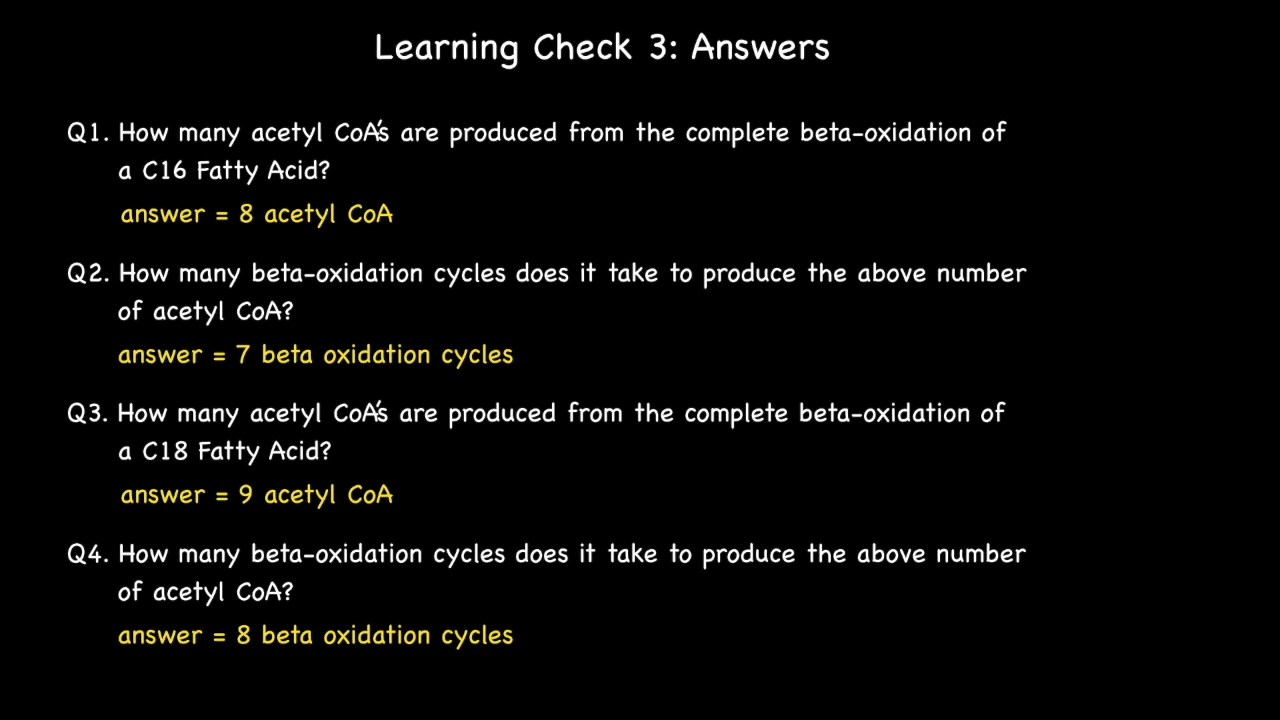 Learning Check 3: Answers
Q1. How many acetyl CoA's are produced from the complete beta-oxidation of
a C16 Fatty Acid?
answer = 8 acetyl CoA
Q2. How many beta-oxidation cycles does it take to produce the above number
of acetyl CoA?
answer = 7 beta oxidation cycles
Q3. How many acetyl CoA's are produced from the complete beta-oxidation of
a C18 Fatty Acid?
answer = 9 acetyl CoA
Q4. How many beta-oxidation cycles does it take to produce the above number
of acetyl CoA?
answer = 8 beta oxidation cycles